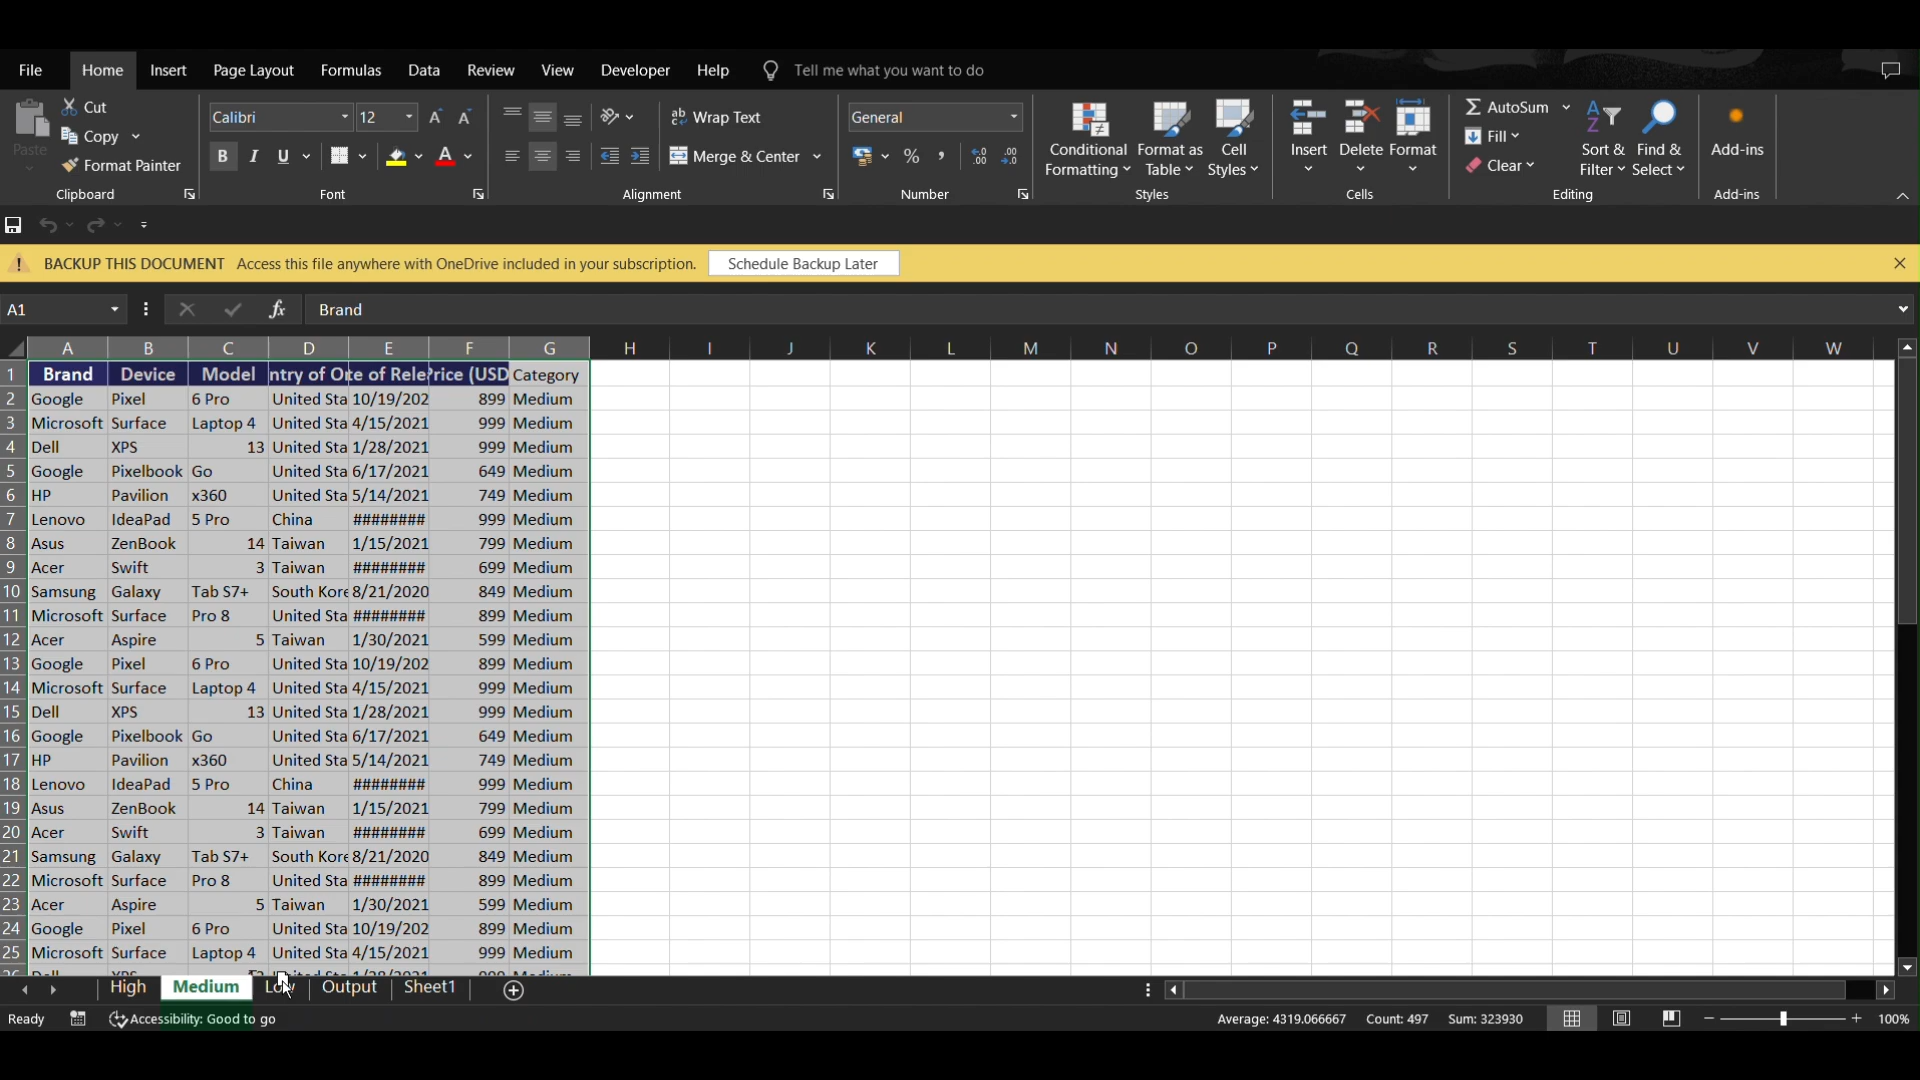 File Home Insert Page Layout Formulas Data Review View Developer Help Tell me what you want to do
Paste
Cut
Copy
Format Painter
Clipboard
Calibri 12
B I U
Font
Wrap Text
Merge & Center
Alignment
General
% ,
Number
Conditional Formatting
Format as Table
Cell Styles
Styles
Insert Delete Format
Cells
AutoSum
Fill
Clear
Sort & Filter
Find & Select
Editing
Add-ins
Add-ins
BACKUP THIS DOCUMENT Access this file anywhere with OneDrive included in your subscription. Schedule Backup Later
A1 fx Brand
A B C D E F G H I J K L M N O P Q R S T U V W
1 Brand Device Model ntry of O te of Rele Price (USD Category
2 Google Pixel 6 Pro United Sta 10/19/202 899 Medium
3 Microsoft Surface Laptop 4 United Sta 4/15/2021 999 Medium
4 Dell XPS 13 United Sta 1/28/2021 999 Medium
5 Google Pixelbook Go United Sta 6/17/2021 649 Medium
6 HP Pavilion x360 United Sta 5/14/2021 749 Medium
7 Lenovo IdeaPad 5 Pro China ######## 999 Medium
8 Asus ZenBook 14 Taiwan 1/15/2021 799 Medium
9 Acer Swift 3 Taiwan ######## 699 Medium
10 Samsung Galaxy Tab S7+ South Kore 8/21/2020 849 Medium
11 Microsoft Surface Pro 8 United Sta ######## 899 Medium
12 Acer Aspire 5 Taiwan 1/30/2021 599 Medium
13 Google Pixel 6 Pro United Sta 10/19/202 899 Medium
14 Microsoft Surface Laptop 4 United Sta 4/15/2021 999 Medium
15 Dell XPS 13 United Sta 1/28/2021 999 Medium
16 Google Pixelbook Go United Sta 6/17/2021 649 Medium
17 HP Pavilion x360 United Sta 5/14/2021 749 Medium
18 Lenovo IdeaPad 5 Pro China ######## 999 Medium
19 Asus ZenBook 14 Taiwan 1/15/2021 799 Medium
20 Acer Swift 3 Taiwan ######## 699 Medium
21 Samsung Galaxy Tab S7+ South Kore 8/21/2020 849 Medium
22 Microsoft Surface Pro 8 United Sta ######## 899 Medium
23 Acer Aspire 5 Taiwan 1/30/2021 599 Medium
24 Google Pixel 6 Pro United Sta 10/19/202 899 Medium
25 Microsoft Surface Laptop 4 United Sta 4/15/2021 999 Medium
High Medium Low Output Sheet1
Ready Accessibility: Good to go Average: 4319.066667 Count: 497 Sum: 323930 100%